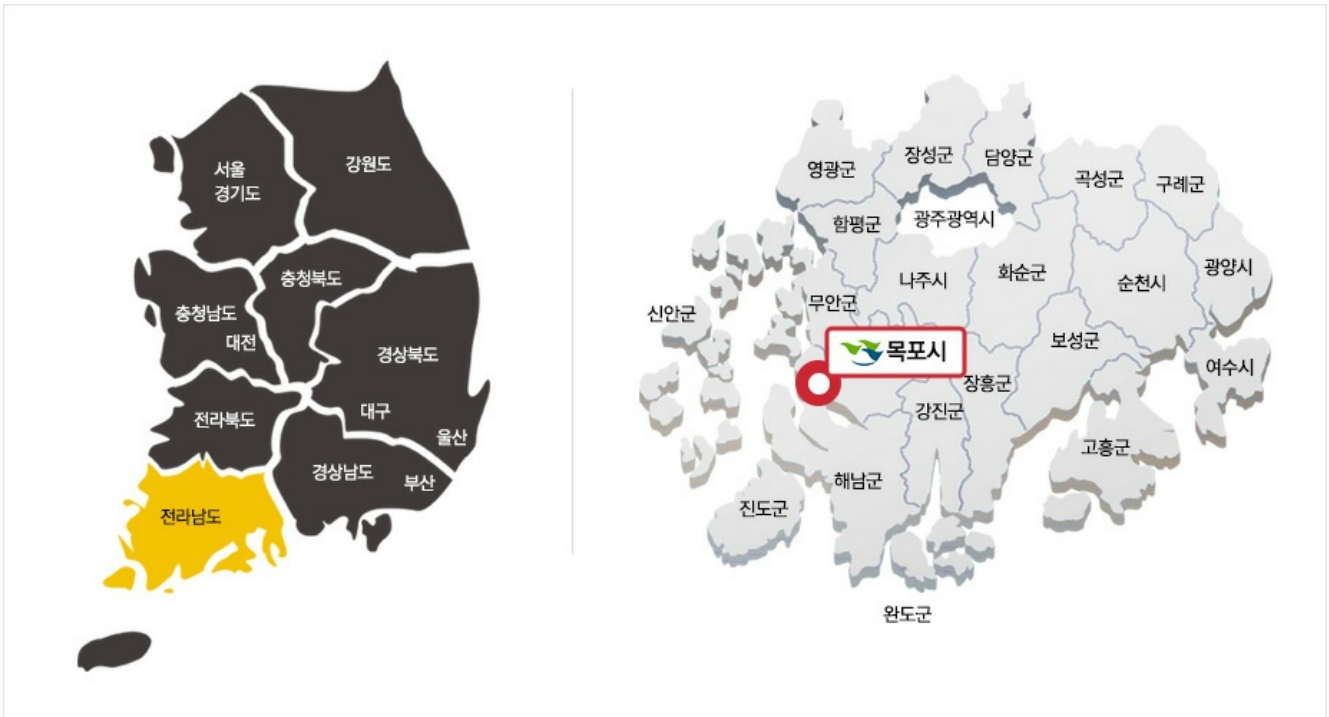 서울
경기도
강원도
충청북도
충청남도
대전
경상북도
대구
울산
전라북도
경상남도
부산
전라남도
영광군
장성군
담양군
곡성군
구례군
함평군
광주광역시
나주시
화순군
순천시
광양시
신안군
무안군
목포시
보성군
여수시
장흥군
강진군
고흥군
해남군
진도군
완도군